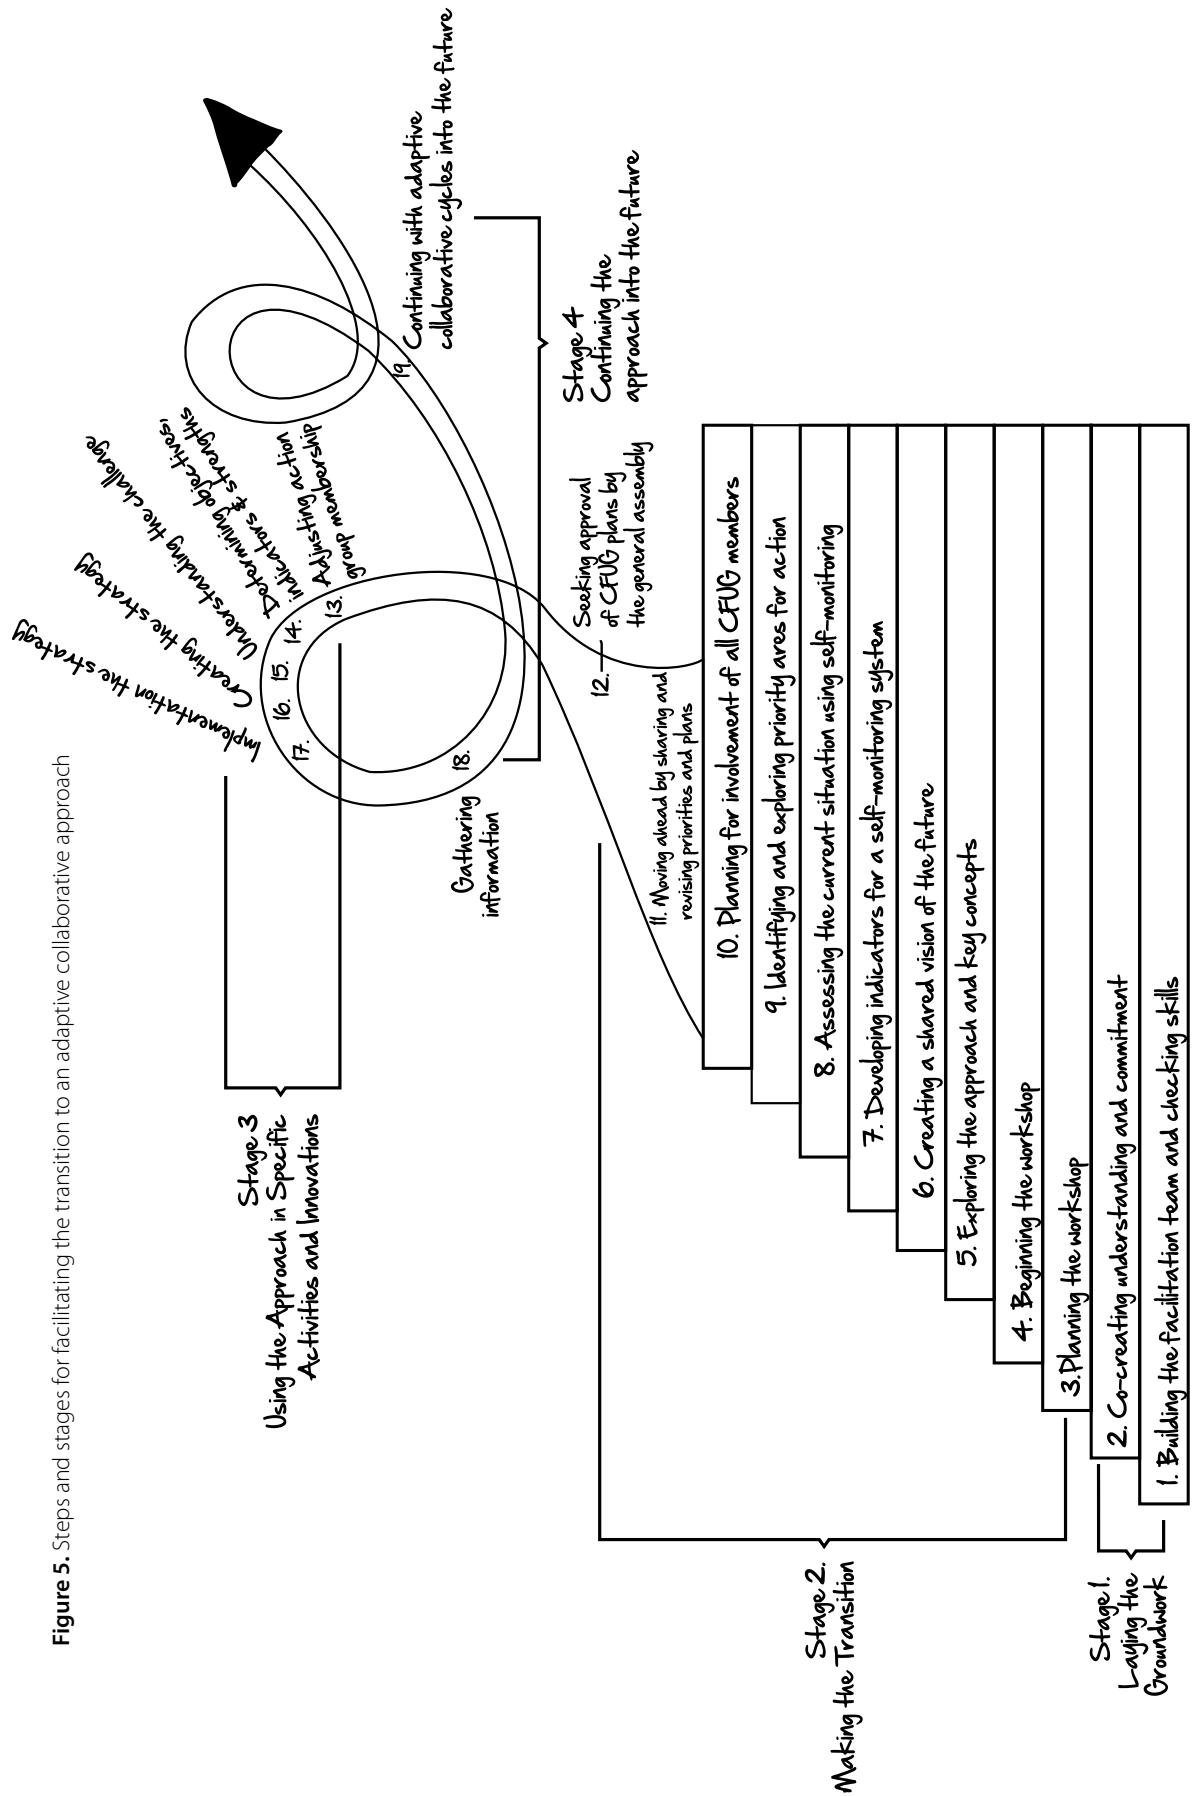 Figure 5. Steps and stages for facilitating the transition to an adaptive collaborative approach
Implementation the strategy
Creating the strategy
Understanding the challenge
Determining objectives,
indicators & strengths
Adjusting action
group membership
17.
16.
15.
14.
13.
18.
Gathering
information
19.
Continuing with adaptive
collaborative cycles into the future
Stage 3
Using the Approach in Specific
Activities and Innovations
Stage 4
Continuing the
approach into the future
12.
Seeking approval
of CFUG plans by
the general assembly
11. Moving ahead by sharing and
revising priorities and plans
10. Planning for involvement of all CFUG members
9. Identifying and exploring priority ares for action
8. Assessing the current situation using self-monitoring
7. Developing indicators for a self-monitoring system
6. Creating a shared vision of the future
5. Exploring the approach and key concepts
4. Beginning the workshop
3.Planning the workshop
2. Co-creating understanding and commitment
1. Building the facilitation team and checking skills
Stage 2.
Making the Transition
Stage 1.
Laying the
Groundwork